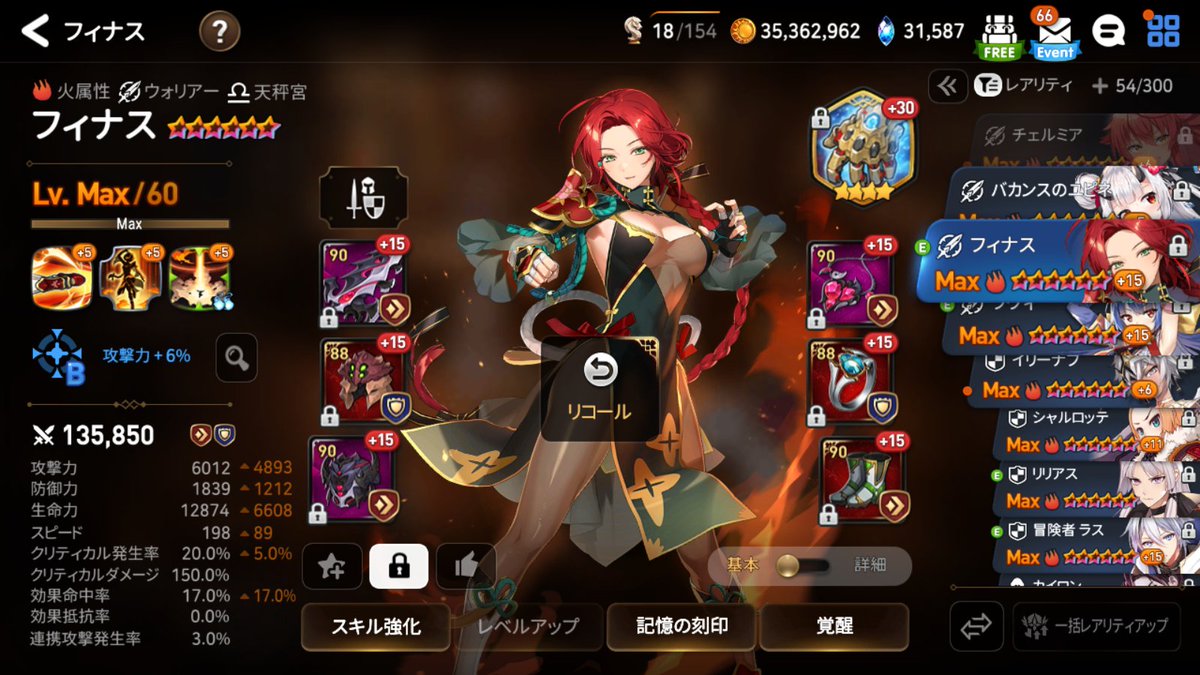 フィナス
?
18/154
35,362,962
31,587
FREE
66
Event
火属性 ウォリアー 天秤宮
フィナス
Lv. Max/60
Max
+5
+5
+5
攻撃力 +6%
B
135,850
攻撃力 6012 4893
防御力 1839 1212
生命力 12874 6608
スピード 198 89
クリティカル発生率 20.0% 5.0%
クリティカルダメージ 150.0%
効果命中率 17.0% 17.0%
効果抵抗率 0.0%
連携攻撃発生率 3.0%
90 +15
88 +15
90 +15
+30
90 +15
88 +15
90 +15
リコール
基本 詳細
スキル強化
レベルアップ
記憶の刻印
覚醒
レアリティ + 54/300
チェルミア
Max
バカンスのユピネ
E フィナス
Max +15
E
Max +15
イリーナブ
Max +6
シャルロッテ
Max +11
E リリアス
Max
E 冒険者 ラス
Max +15
カイロン
一括レアリティアップ